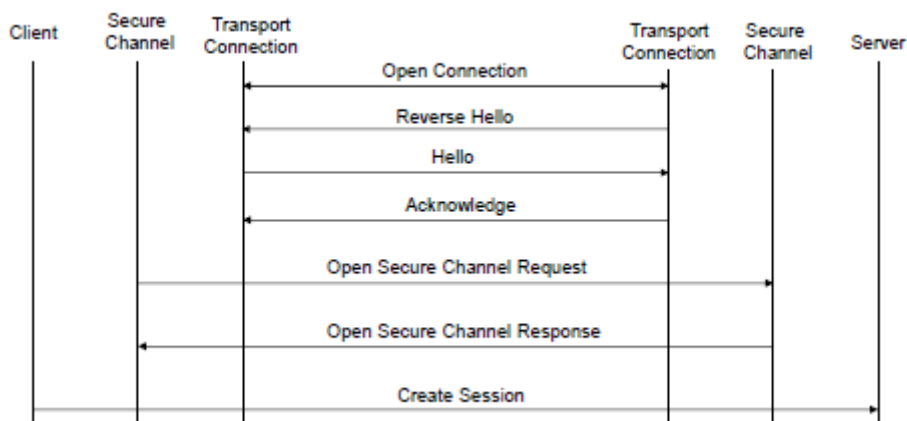 Client
Secure
Channel
Transport
Connection
Transport
Connection
Secure
Channel
Server
Open Connection
Reverse Hello
Hello
Acknowledge
Open Secure Channel Request
Open Secure Channel Response
Create Session